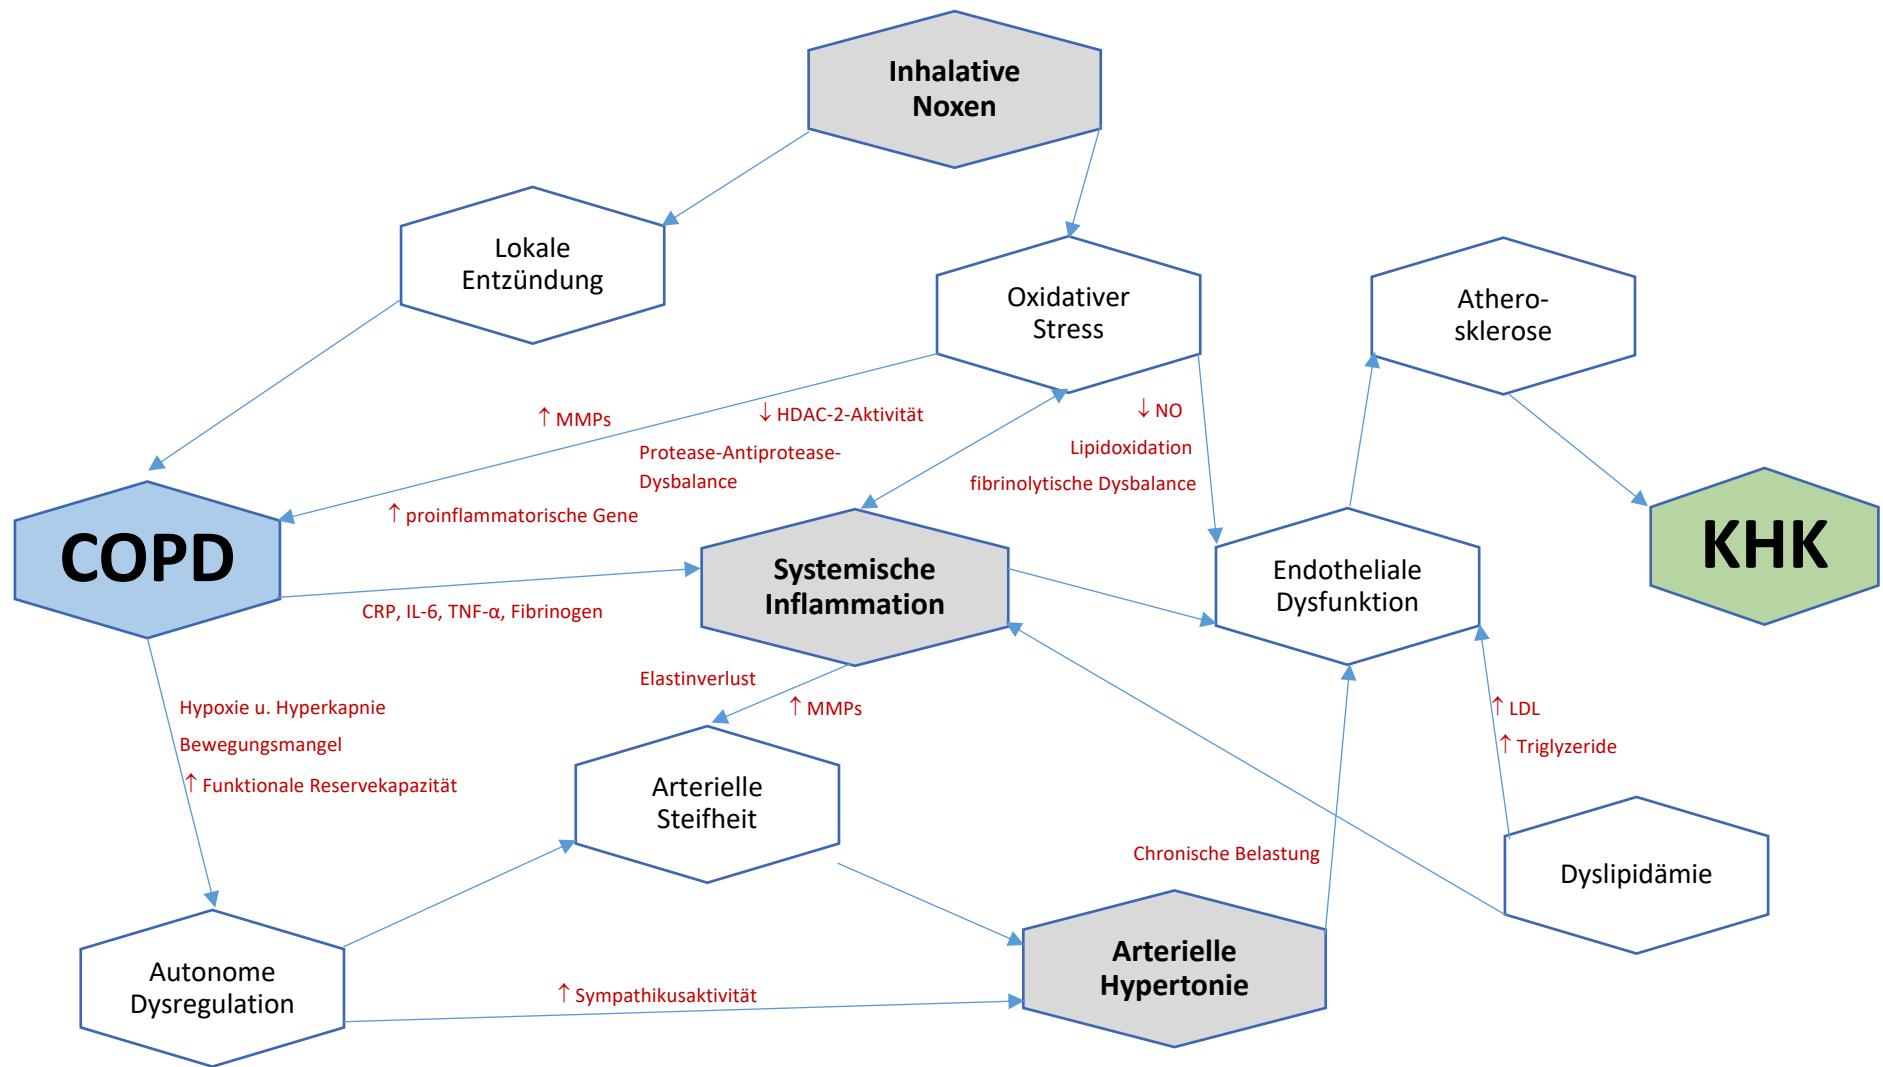 Inhalative
Noxen
Lokale
Entzündung
Oxidativer
Stress
Athero-
sklerose
↑ MMPs
↓ HDAC-2-Aktivität
Protease-Antiprotease-
Dysbalance
↑ proinflammatorische Gene
↓ NO
Lipidoxidation
fibrinolytische Dysbalance
COPD
KHK
Systemische
Inflammation
Endotheliale
Dysfunktion
CRP, IL-6, TNF-α, Fibrinogen
Elastinverlust
↑ MMPs
Hypoxie u. Hyperkapnie
Bewegungsmangel
↑ Funktionale Reservekapazität
↑ LDL
↑ Triglyzeride
Arterielle
Steifheit
Chronische Belastung
Dyslipidämie
Autonome
Dysregulation
↑ Sympathikusaktivität
Arterielle
Hypertonie